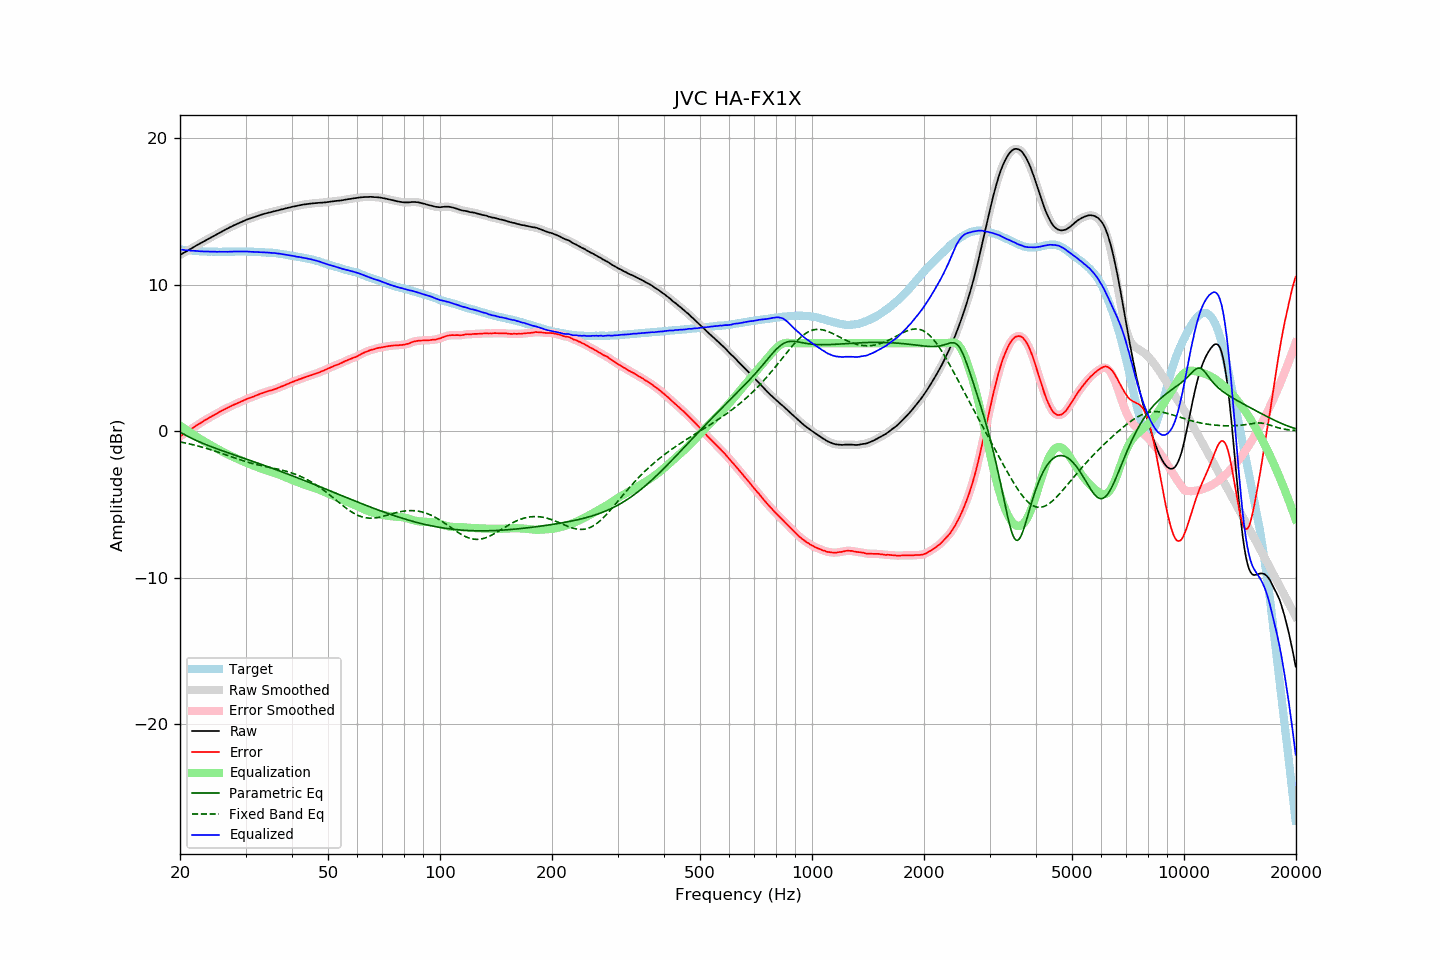 JVC HA-FX1X
Amplitude (dBr)
20
10
0
−10
−20
Target
Raw Smoothed
Error Smoothed
Raw
Error
Equalization
Parametric Eq
Fixed Band Eq
Equalized
20 50 100 200 500 1000 2000 5000 10000 20000
Frequency (Hz)